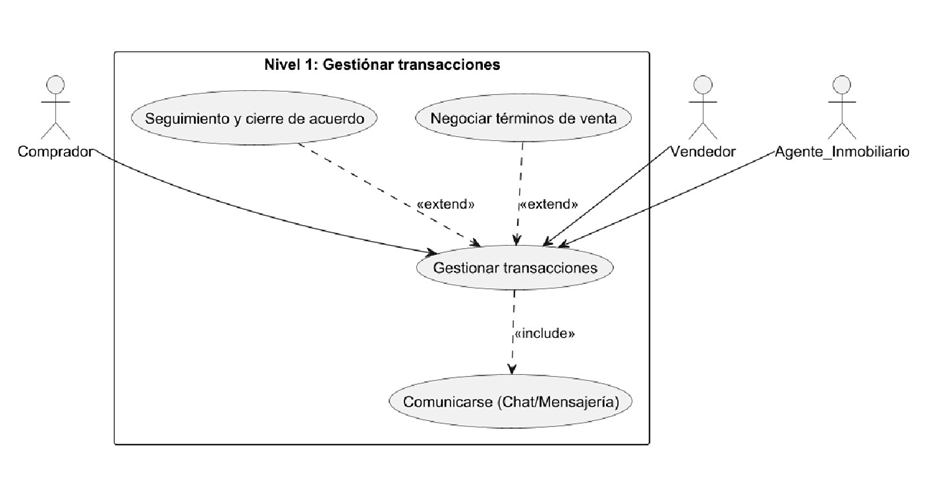 Nivel 1: Gestiónar transacciones
Seguimiento y cierre de acuerdo
Negociar términos de venta
Comprador
Vendedor
Agente_Inmobiliario
«extend»
«extend»
Gestionar transacciones
«include»
Comunicarse (Chat/Mensajería)